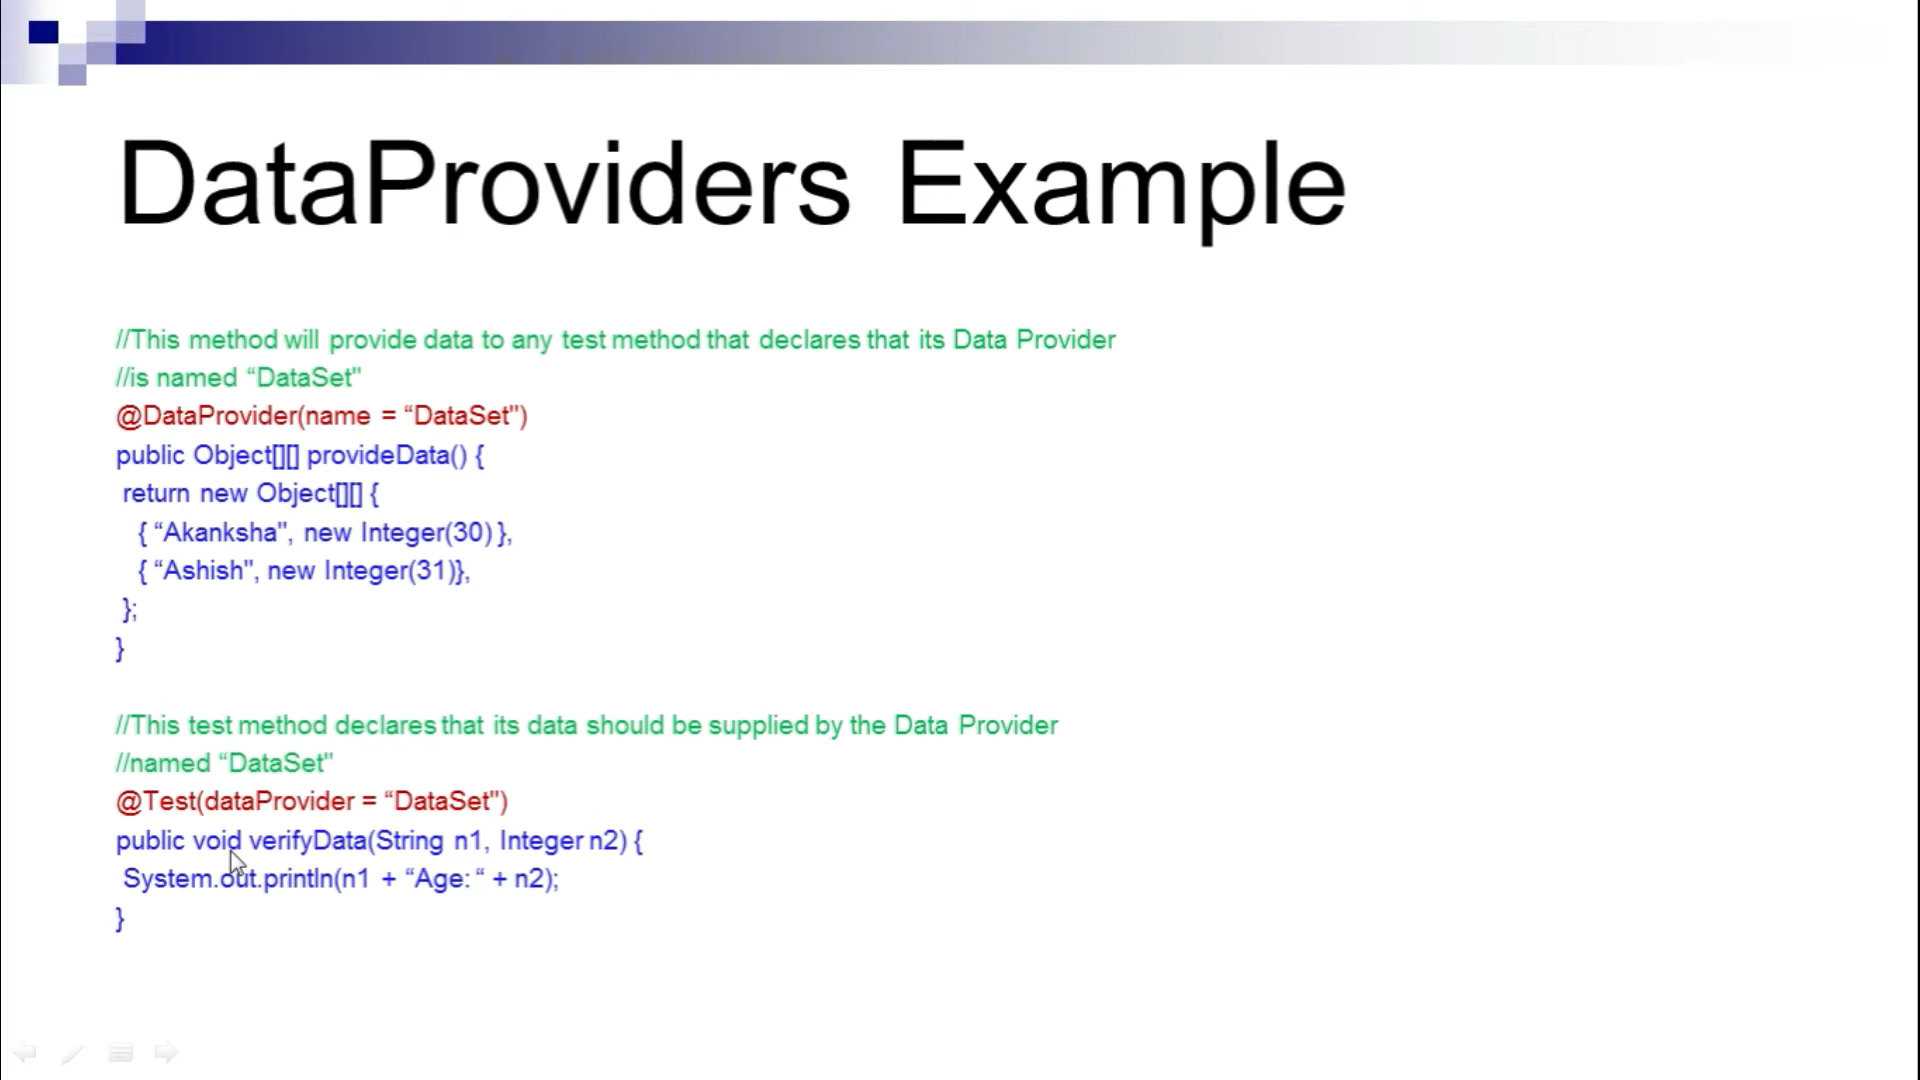 DataProviders Example
//This method will provide data to any test method that declares that its Data Provider
//is named “DataSet"
@DataProvider(name = “DataSet")
public Object[][] provideData() {
return new Object[][] {
{ “Akanksha", new Integer(30) },
{ “Ashish", new Integer(31)},
};
}
//This test method declares that its data should be supplied by the Data Provider
//named “DataSet"
@Test(dataProvider = “DataSet")
public void verifyData(String n1, Integer n2) {
System.out.println(n1 + “Age: “ + n2);
}